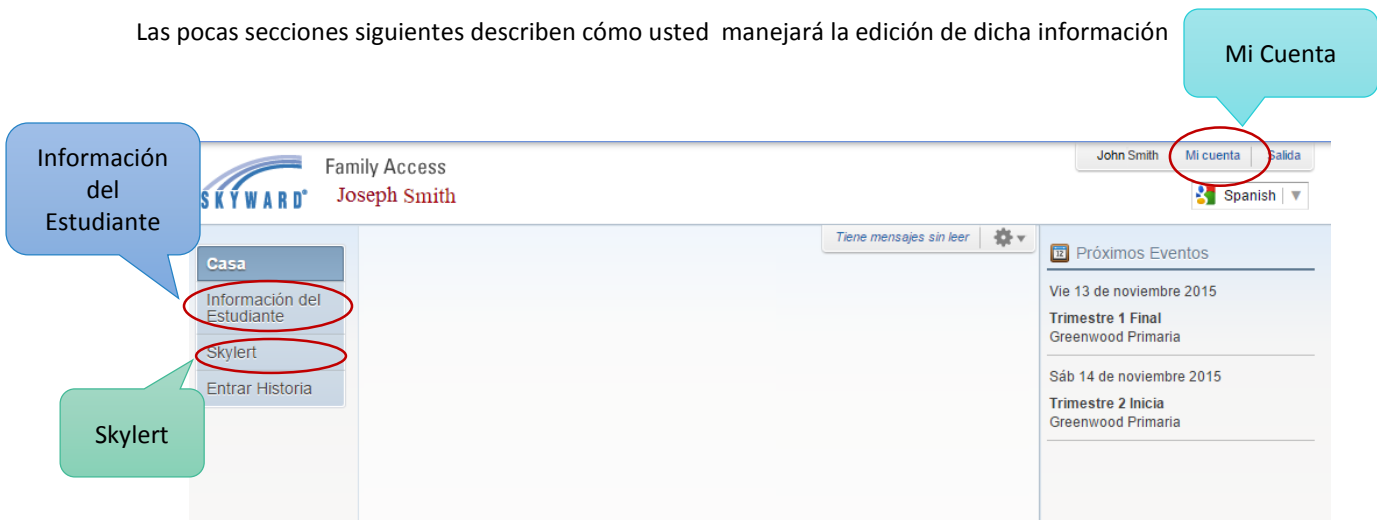 Las pocas secciones siguientes describen cómo usted manejará la edición de dicha información
Mi Cuenta
Información
del
Estudiante
SKYWARD®
Family Access
Joseph Smith
John Smith Mi cuenta Salida
Spanish
Tiene mensajes sin leer
Casa
Información del
Estudiante
Skylert
Entrar Historia
Skylert
12 Próximos Eventos
Vie 13 de noviembre 2015
Trimestre 1 Final
Greenwood Primaria
Sáb 14 de noviembre 2015
Trimestre 2 Inicia
Greenwood Primaria